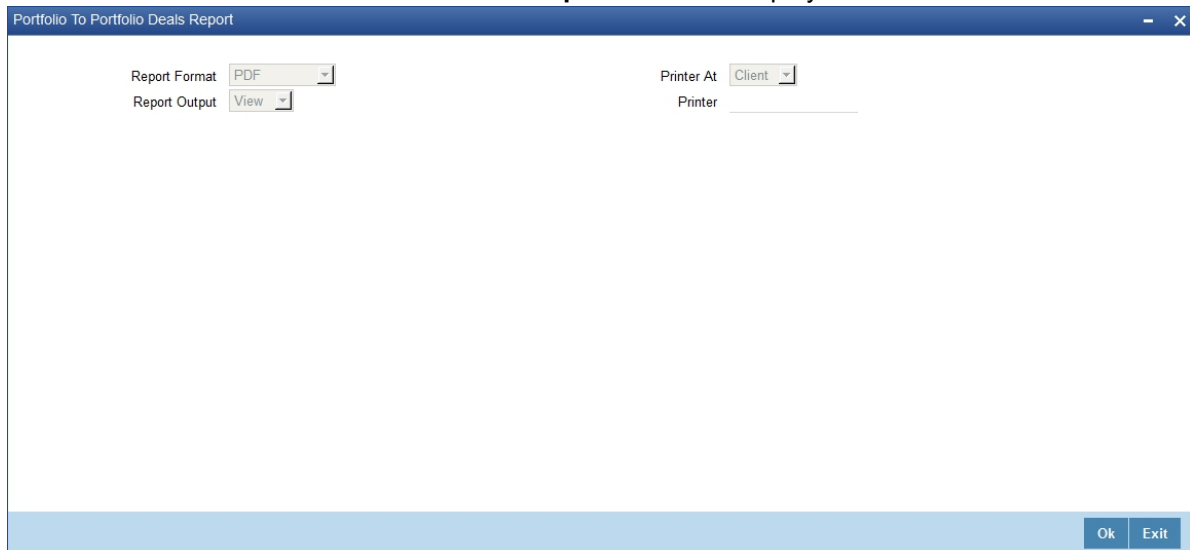 Portfolio To Portfolio Deals Report
Report Format PDF Printer At Client
Report Output View Printer
Ok Exit